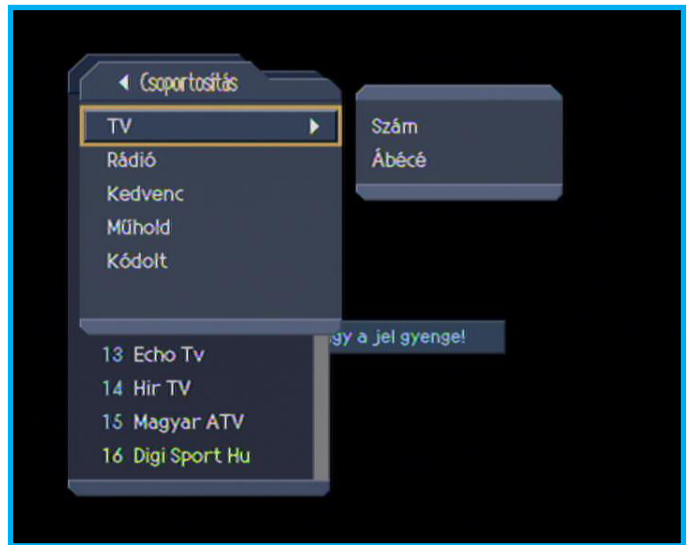 Csoportosítás
TV
Rádió
Kedvenc
Műhold
Kódolt
Szám
Ábécé
gy a jel gyenge!
13 Echo Tv
14 Hir TV
15 Magyar ATV
16 Digi Sport Hu